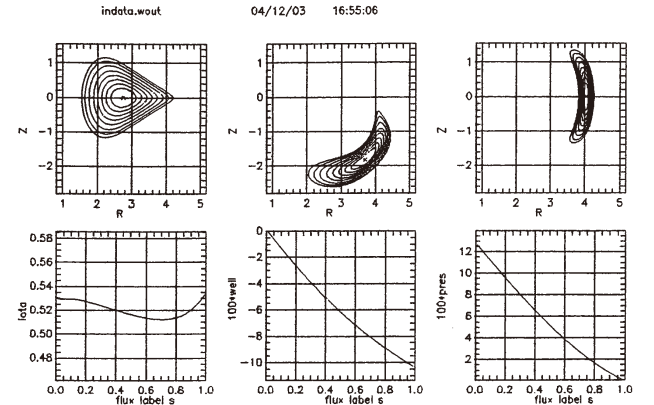 indata.wout 04/12/03 16:55:06
1
0
−1
−2
Z
1 2 3 4 5
R
1
0
−1
−2
Z
1 2 3 4 5
R
1
0
−1
−2
Z
1 2 3 4 5
R
0.58
0.56
0.54
0.52
0.50
0.48
iota
0.0 0.2 0.4 0.6 0.8 1.0
flux label s
0
−2
−4
−6
−8
−10
100*well
0.0 0.2 0.4 0.6 0.8 1.0
flux label s
12
10
8
6
4
2
100*pres
0.0 0.2 0.4 0.6 0.8 1.0
flux label s